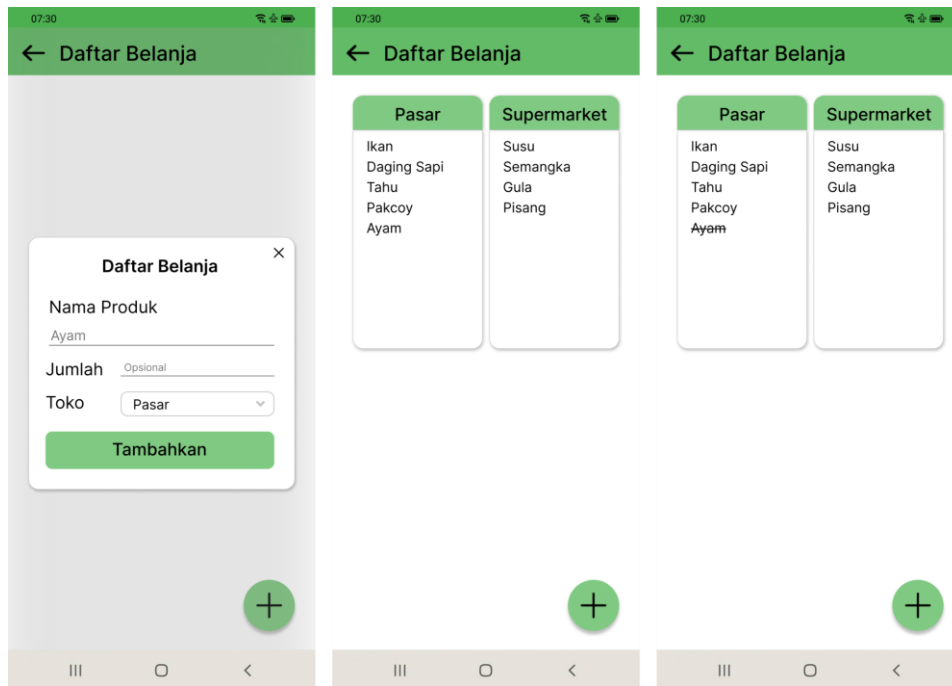 07:30
Daftar Belanja
Daftar Belanja
Nama Produk
Ayam
Jumlah Opsional
Toko Pasar
Tambahkan
07:30
Daftar Belanja
Pasar
Ikan
Daging Sapi
Tahu
Pakcoy
Ayam
Supermarket
Susu
Semangka
Gula
Pisang
07:30
Daftar Belanja
Pasar
Ikan
Daging Sapi
Tahu
Pakcoy
Ayam
Supermarket
Susu
Semangka
Gula
Pisang